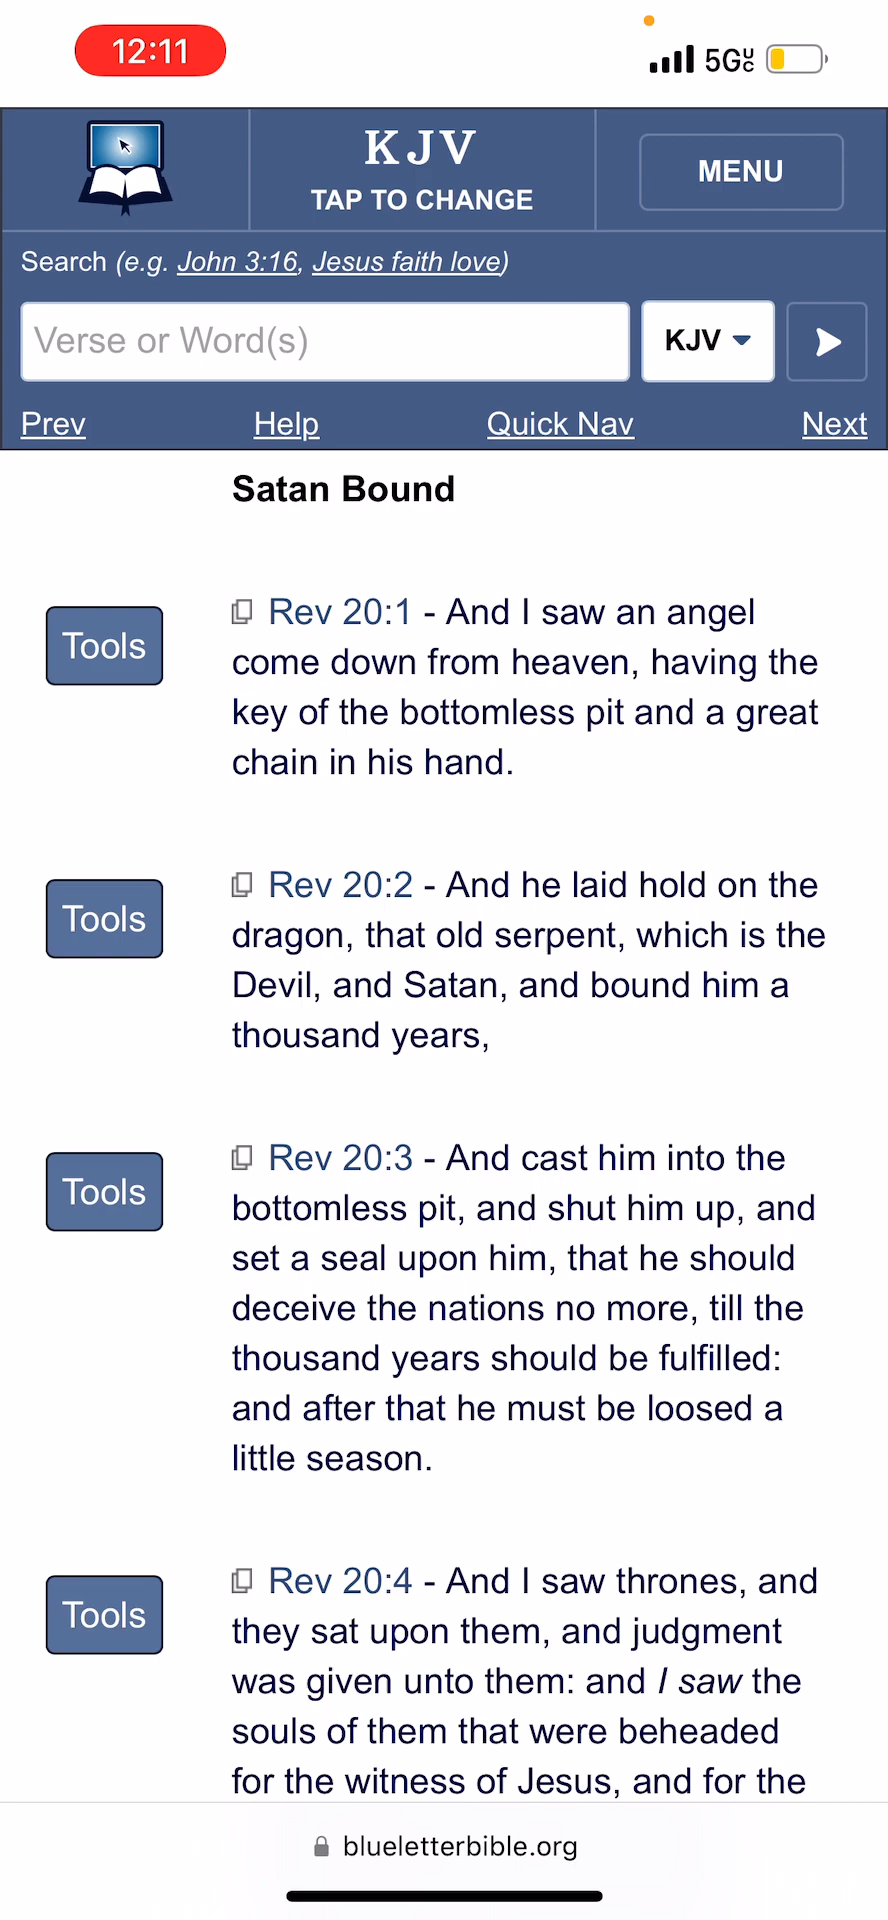 12:11
5GUC
KJV
TAP TO CHANGE
MENU
Search (e.g. John 3:16, Jesus faith love)
Verse or Word(s)
KJV
Prev
Help
Quick Nav
Next
Satan Bound
Tools
Rev 20:1 - And I saw an angel
come down from heaven, having the
key of the bottomless pit and a great
chain in his hand.
Tools
Rev 20:2 - And he laid hold on the
dragon, that old serpent, which is the
Devil, and Satan, and bound him a
thousand years,
Tools
Rev 20:3 - And cast him into the
bottomless pit, and shut him up, and
set a seal upon him, that he should
deceive the nations no more, till the
thousand years should be fulfilled:
and after that he must be loosed a
little season.
Tools
Rev 20:4 - And I saw thrones, and
they sat upon them, and judgment
was given unto them: and I saw the
souls of them that were beheaded
for the witness of Jesus, and for the
blueletterbible.org